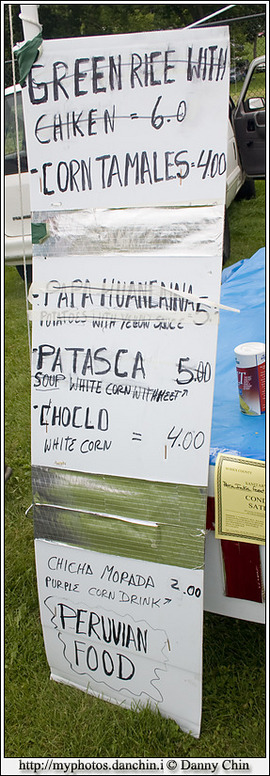 GREEN RICE WITH
CHIKEN = 6.0
-CORN TAMALES=4.00
-PAPA HUANCAINA-
POTATOES WITH YELOW SAUCE 5
-PATASCA 5.00
SOUP WHITE CORN WITH MEET
-CHOCLO
WHITE CORN = 4.00
CHICHA MORADA
PURPLE CORN DRINK 2.00
PERUVIAN
FOOD
http://myphotos.danchin.i © Danny Chin